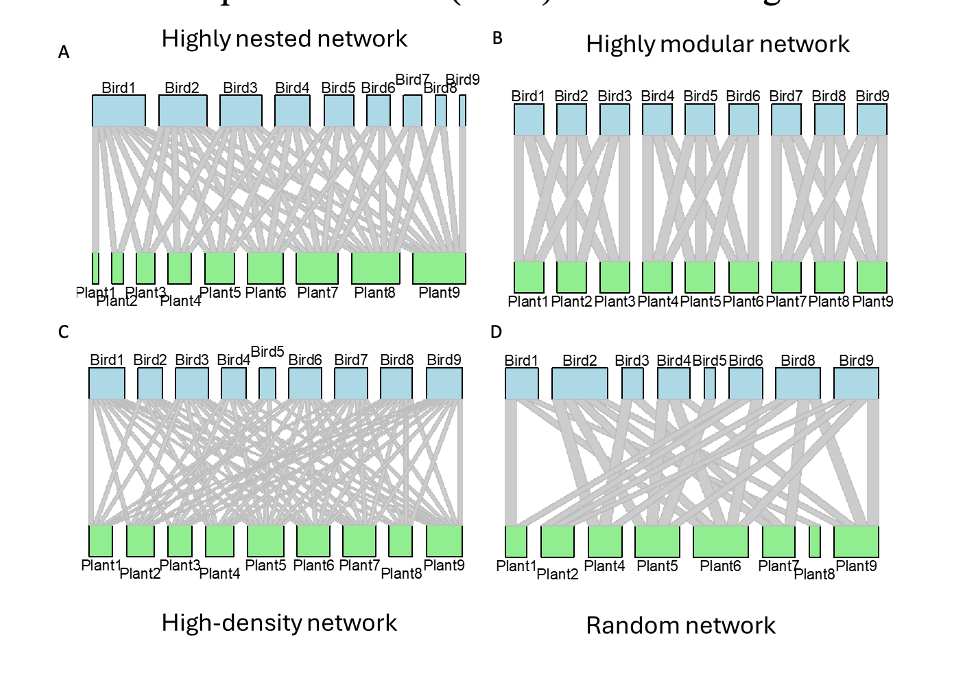 Highly nested network
A
Bird1 Bird2 Bird3 Bird4 Bird5 Bird6 Bird7 Bird8 Bird9
Plant1 Plant2 Plant3 Plant4 Plant5 Plant6 Plant7 Plant8 Plant9
B
Highly modular network
Bird1 Bird2 Bird3 Bird4 Bird5 Bird6 Bird7 Bird8 Bird9
Plant1 Plant2 Plant3 Plant4 Plant5 Plant6 Plant7 Plant8 Plant9
C
Bird1 Bird2 Bird3 Bird4 Bird5 Bird6 Bird7 Bird8 Bird9
Plant1 Plant2 Plant3 Plant4 Plant5 Plant6 Plant7 Plant8 Plant9
High-density network
D
Bird1 Bird2 Bird3 Bird4 Bird5 Bird6 Bird8 Bird9
Plant1 Plant2 Plant4 Plant5 Plant6 Plant7 Plant8 Plant9
Random network